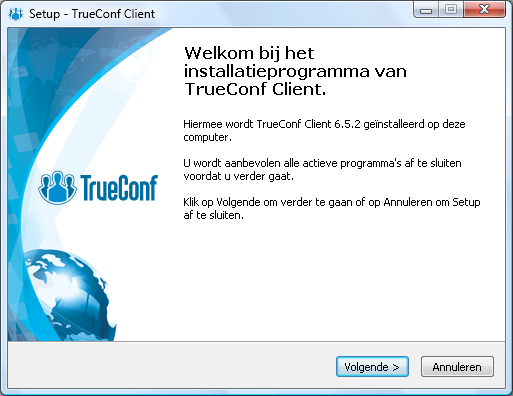 Setup - TrueConf Client
Welkom bij het
installatieprogramma van
TrueConf Client.
Hiermee wordt TrueConf Client 6.5.2 geïnstalleerd op deze
computer.
U wordt aanbevolen alle actieve programma's af te sluiten
voordat u verder gaat.
Klik op Volgende om verder te gaan of op Annuleren om Setup
af te sluiten.
TrueConf
Volgende >
Annuleren